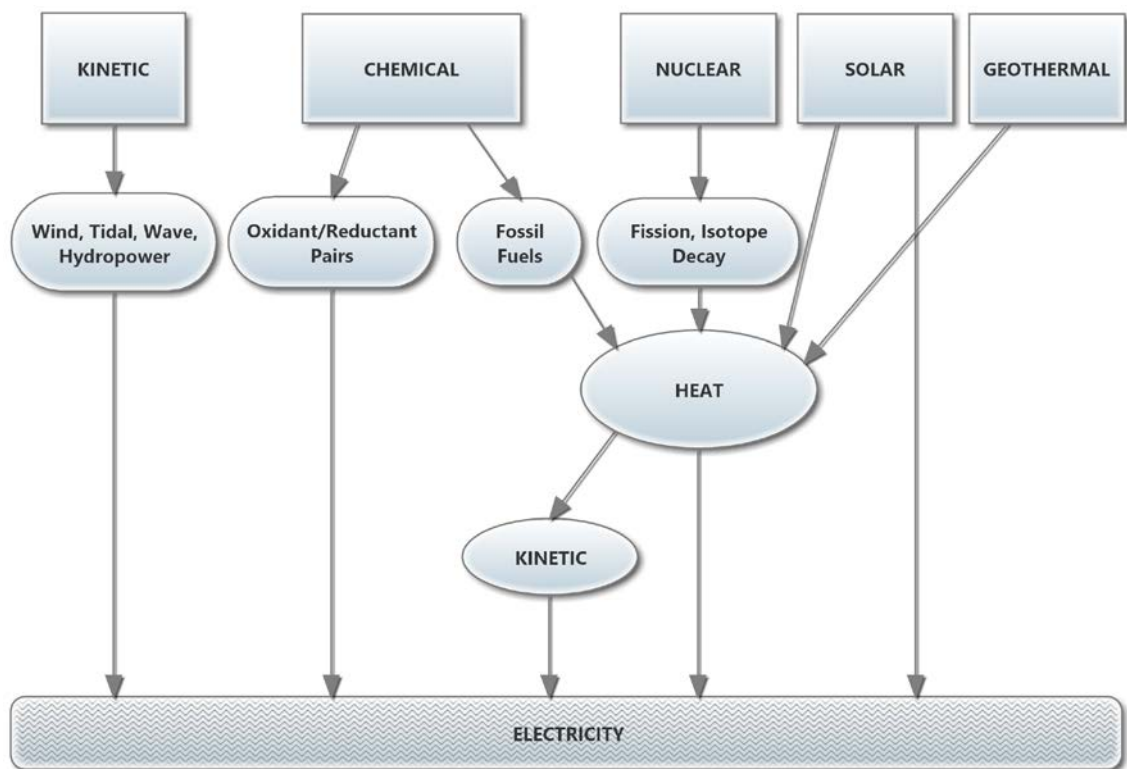 KINETIC
CHEMICAL
NUCLEAR
SOLAR
GEOTHERMAL
Wind, Tidal, Wave,
Hydropower
Oxidant/Reductant
Pairs
Fossil
Fuels
Fission, Isotope
Decay
HEAT
KINETIC
ELECTRICITY